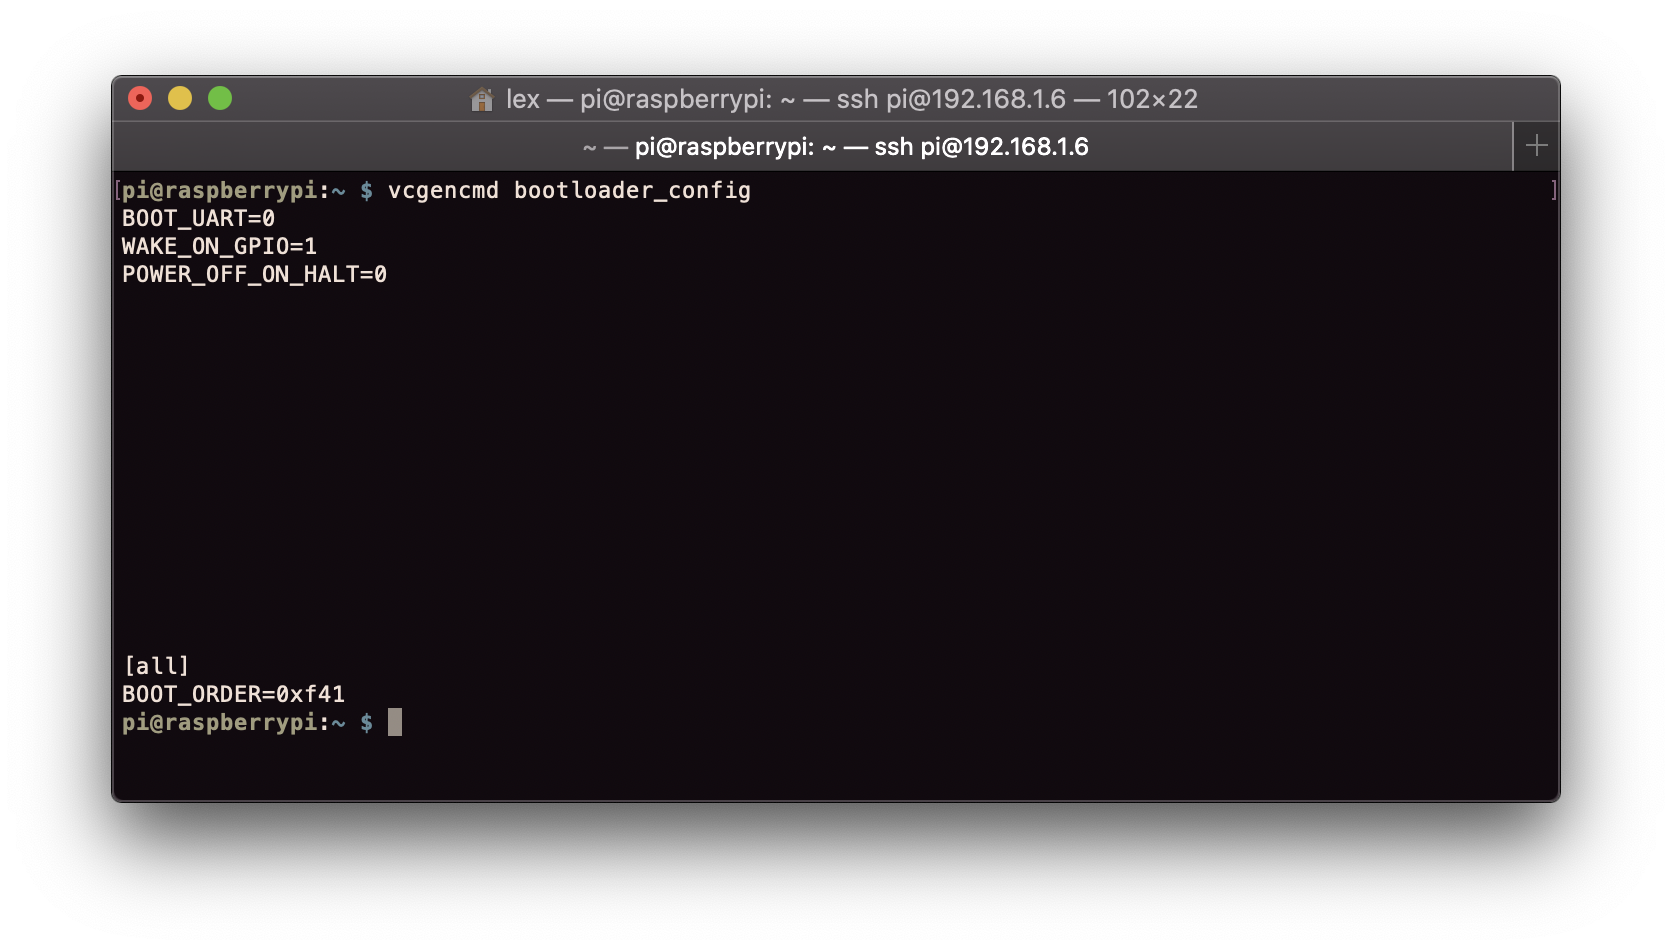 lex — pi@raspberrypi: ~ — ssh pi@192.168.1.6 — 102×22
~ — pi@raspberrypi: ~ — ssh pi@192.168.1.6
[pi@raspberrypi:~ $ vcgencmd bootloader_config ]
BOOT_UART=0
WAKE_ON_GPIO=1
POWER_OFF_ON_HALT=0
[all]
BOOT_ORDER=0xf41
pi@raspberrypi:~ $